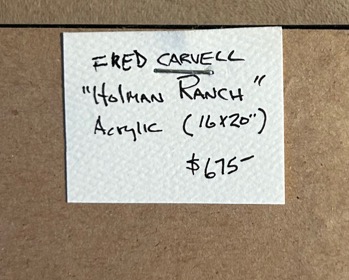 FRED CARVELL
"HOLMAN RANCH"
Acrylic (16x20")
$675-